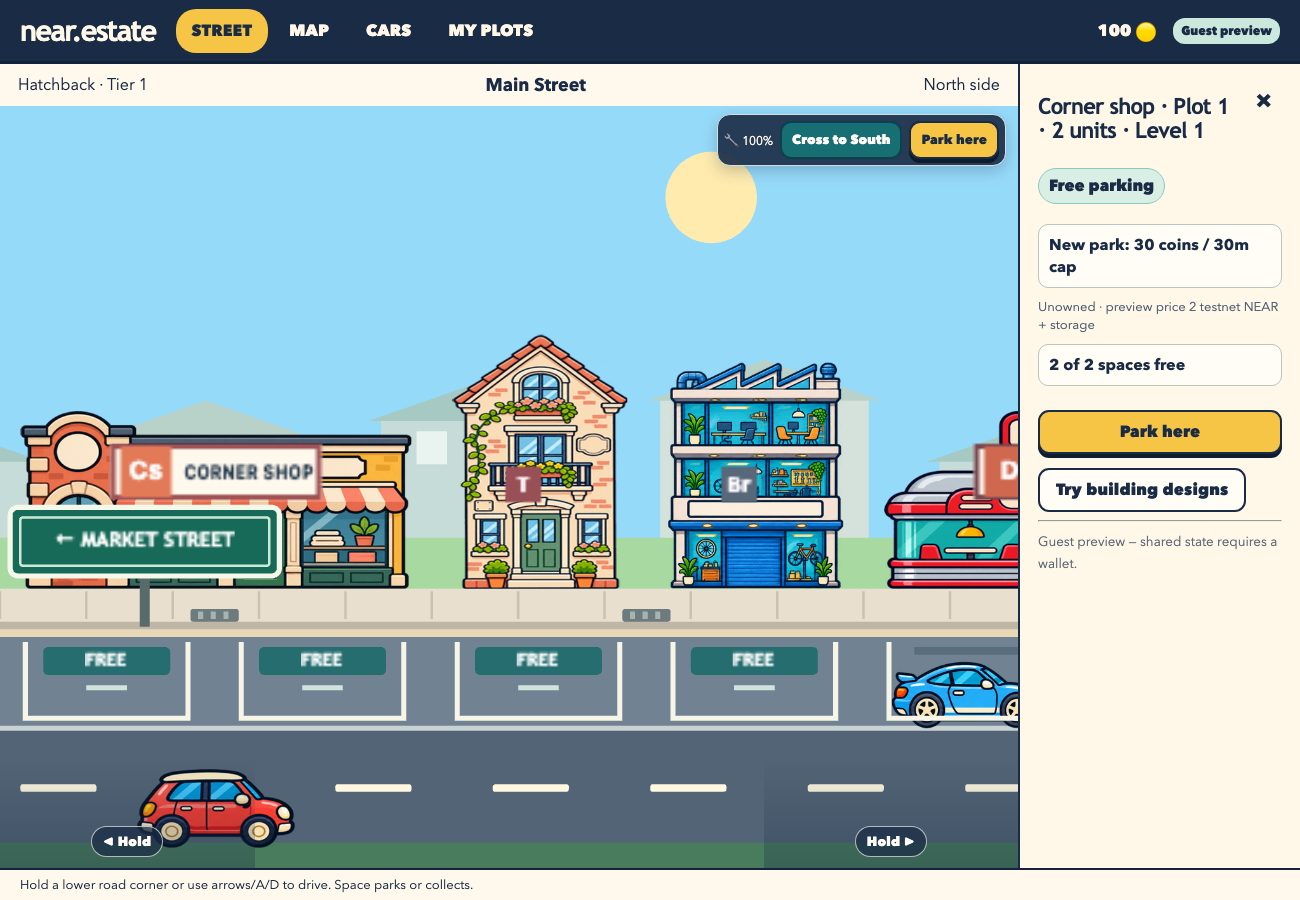 near.estate
STREET
MAP
CARS
MY PLOTS
100
Guest preview
Hatchback · Tier 1
Main Street
North side
100%
Cross to South
Park here
Corner shop · Plot 1
· 2 units · Level 1
Free parking
New park: 30 coins / 30m
cap
Unowned · preview price 2 testnet NEAR
+ storage
2 of 2 spaces free
Park here
Try building designs
Guest preview — shared state requires a
wallet.
Cs CORNER SHOP
T
Br
D
← MARKET STREET
FREE
FREE
FREE
FREE
◀ Hold
Hold ▶
Hold a lower road corner or use arrows/A/D to drive. Space parks or collects.